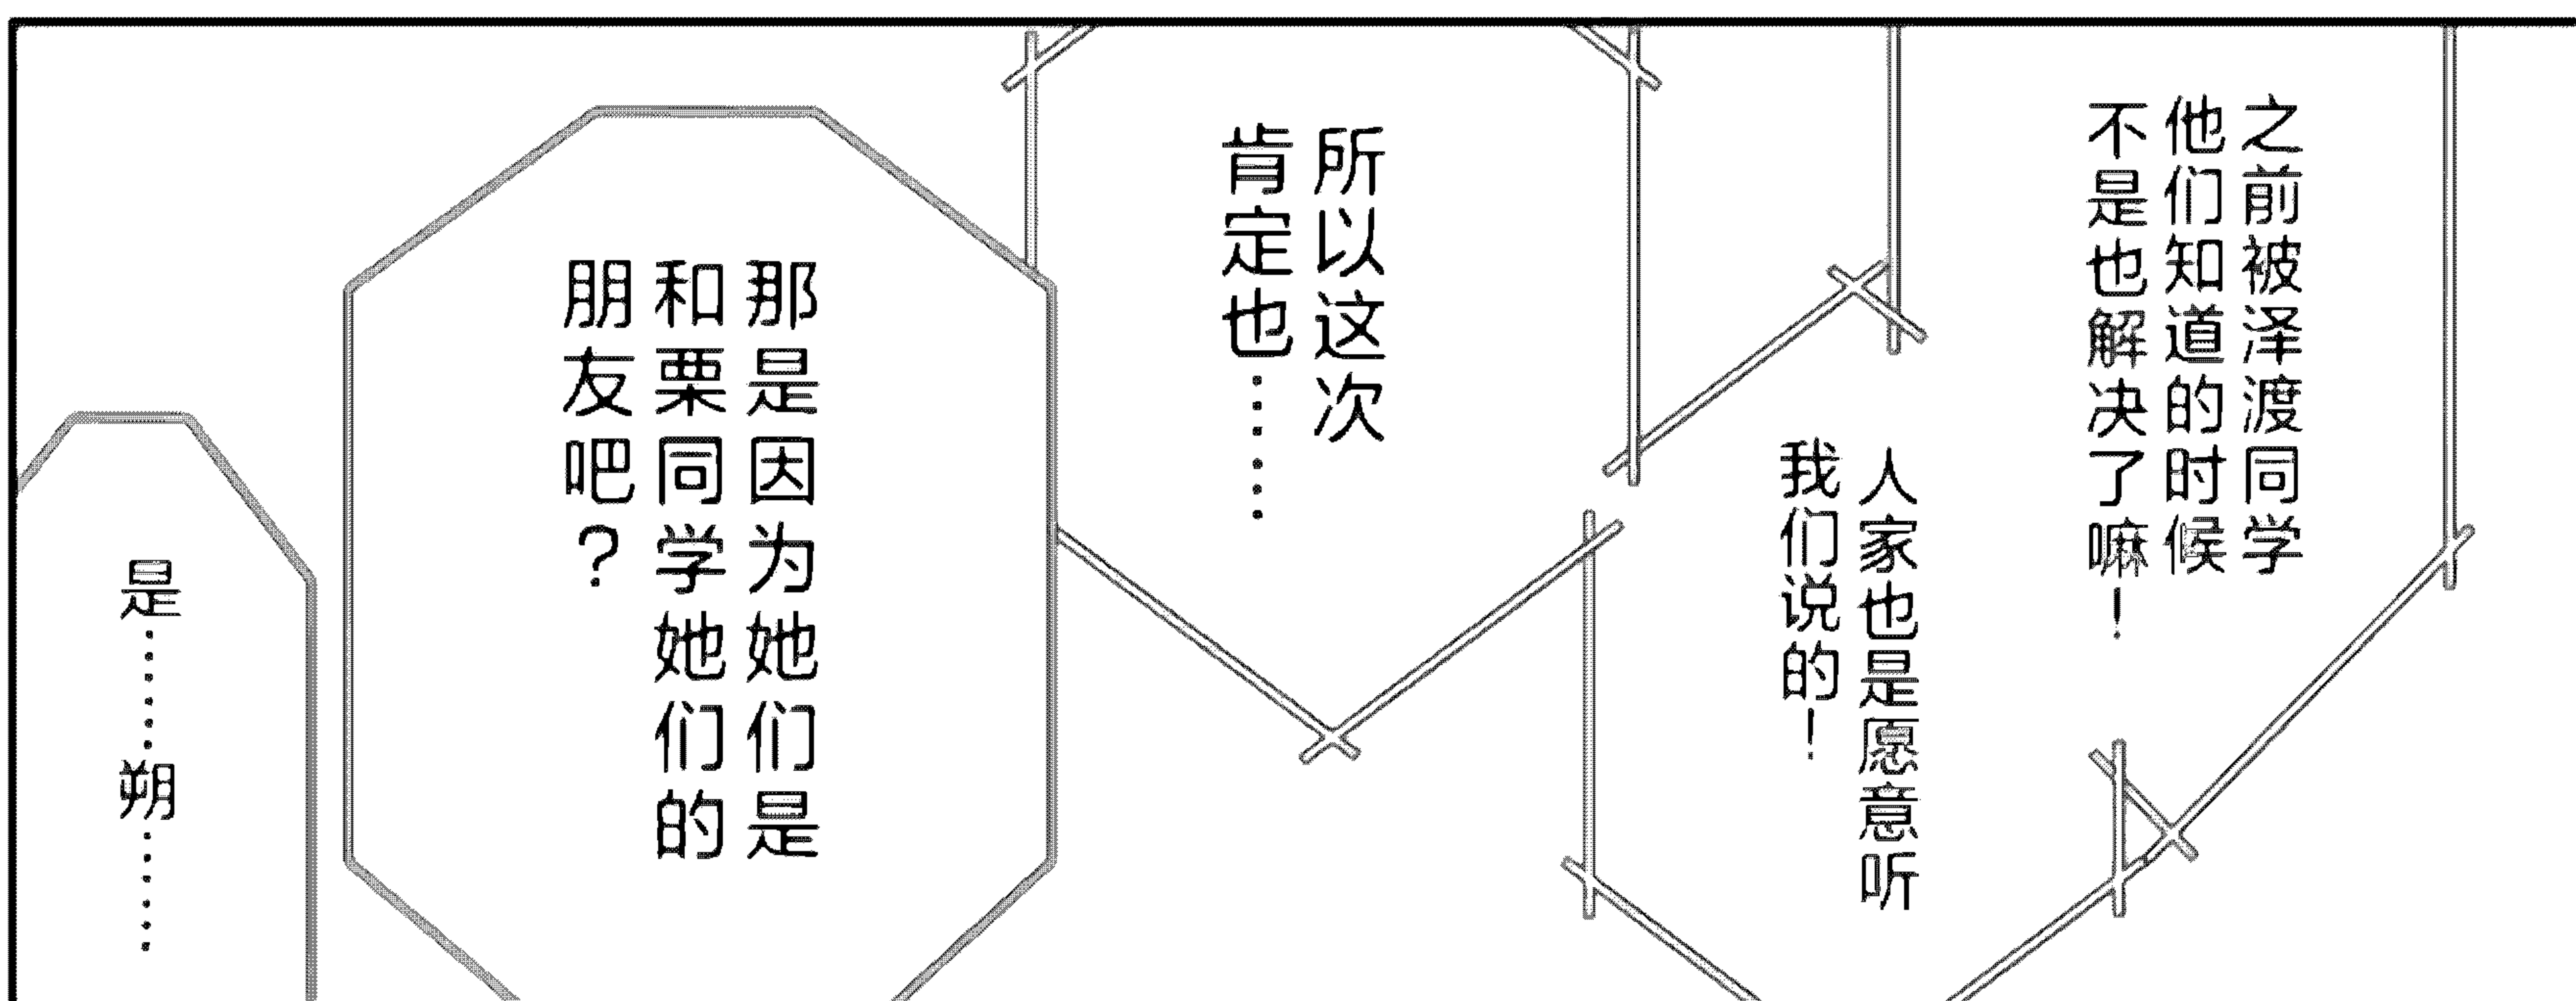 之前被泽渡同学
他们知道的时候
不是也解决了嘛！
人家也是愿意听
我们说的！
所以这次
肯定也……
那是因为她们是
和栗同学她们的
朋友吧？
是……朔……